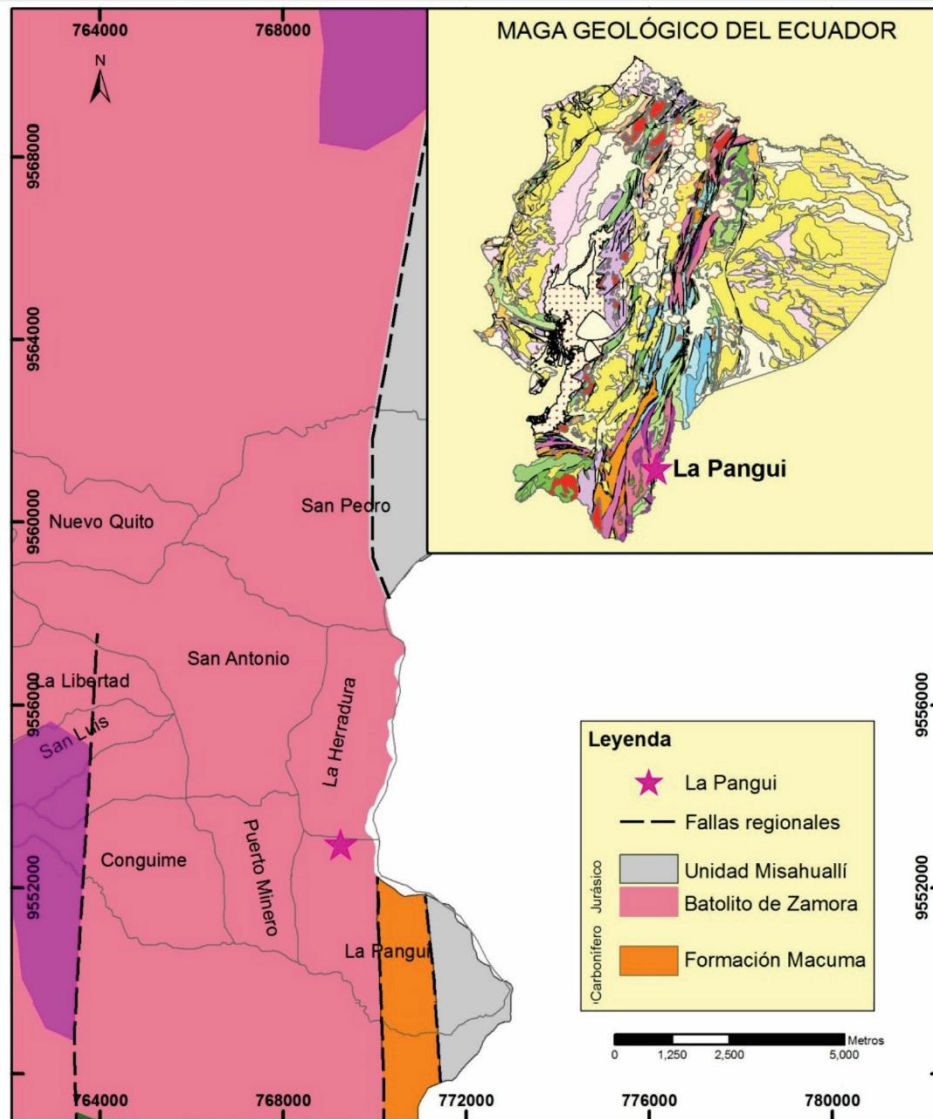 764000
768000
MAGA GEOLÓGICO DEL ECUADOR
N
9568000
9564000
La Pangui
San Pedro
Nuevo Quito
9560000
San Antonio
La Libertad
9556000
9556000
San Luis
La Herradura
Leyenda
La Pangui
Fallas regionales
Puerto Minero
Conguime
Jurásico
Unidad Misahuallí
Batolito de Zamora
9552000
9552000
La Pangui
Carbonífero
Formación Macuma
Metros
0 1,250 2,500 5,000
764000
768000
772000
776000
780000